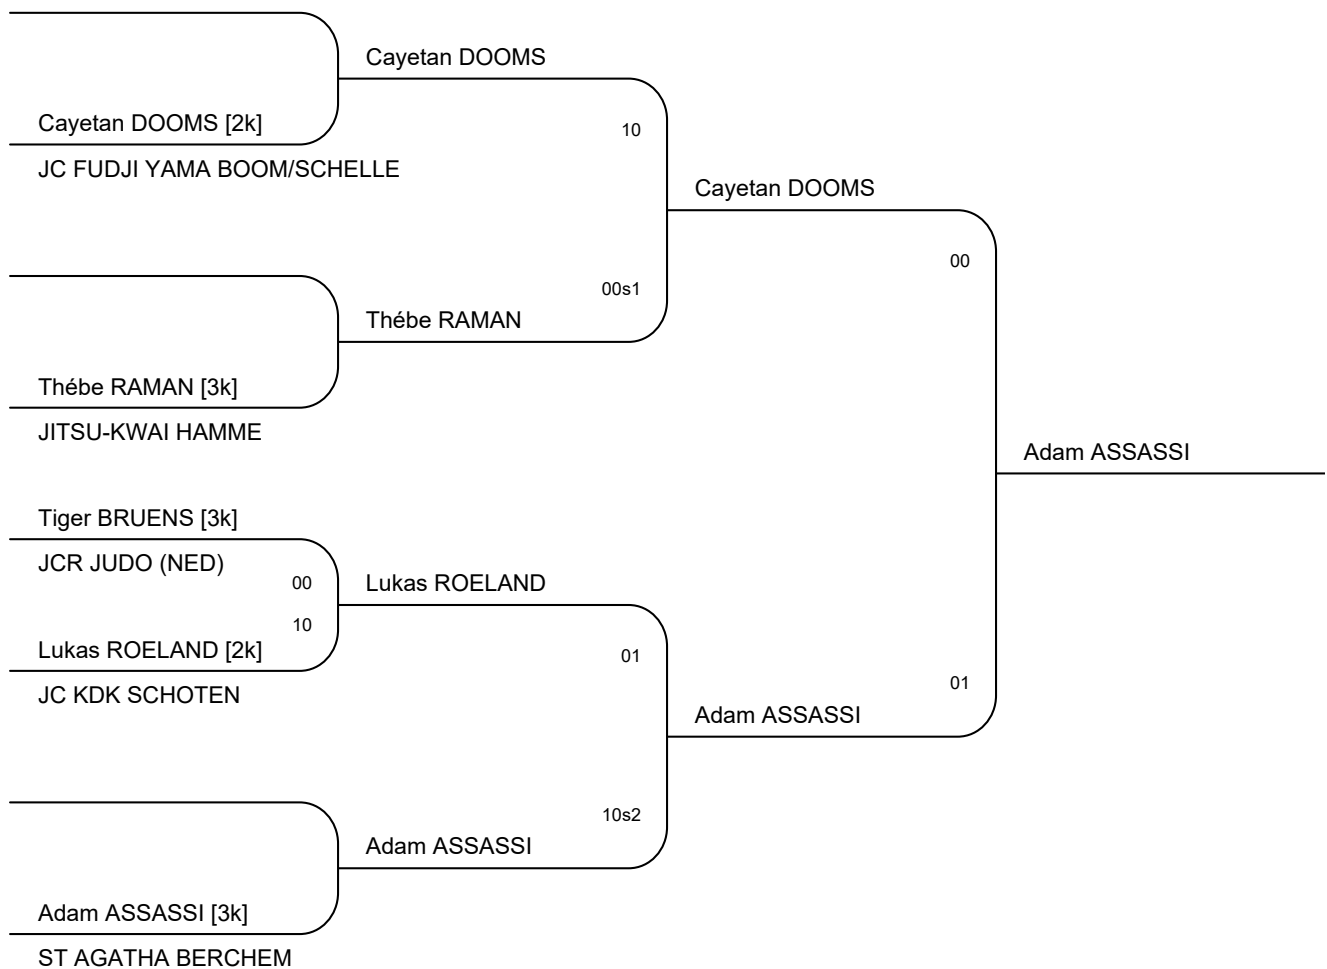 Cayetan DOOMS
Cayetan DOOMS [2k]
10
JC FUDJI YAMA BOOM/SCHELLE
Cayetan DOOMS
00
00s1
Thébe RAMAN
Thébe RAMAN [3k]
JITSU-KWAI HAMME
Adam ASSASSI
Tiger BRUENS [3k]
JCR JUDO (NED)
00
Lukas ROELAND
10
Lukas ROELAND [2k]
01
JC KDK SCHOTEN
01
Adam ASSASSI
10s2
Adam ASSASSI
Adam ASSASSI [3k]
ST AGATHA BERCHEM